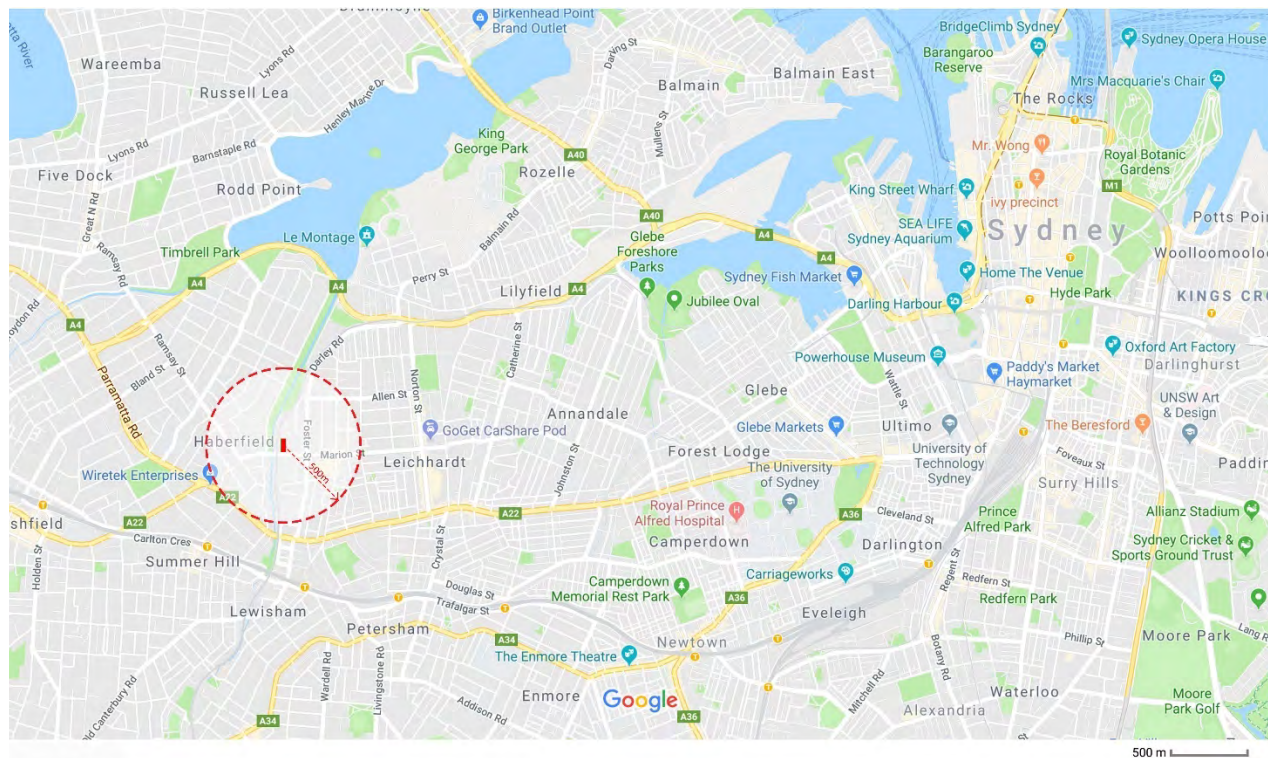 Birkenhead Point
Brand Outlet
BridgeClimb Sydney
Sydney Opera House
Lyons Rd
Darling St
Barangaroo
Reserve
Wareemba
Balmain East
Balmain
Mrs Macquarie's Chair
Russell Lea
Henley Marine Dr
The Rocks
King
George Park
Mullens St
Mr. Wong
Lyons Rd
Barnstaple Rd
A40
Royal Botanic
Gardens
Five Dock
Rozelle
Rodd Point
King Street Wharf
ivy precinct
M1
Great N Rd
A40
Potts Poi
Le Montage
Balmain Rd
Glebe
Foreshore
Parks
A4
SEA LIFE
Sydney Aquarium
Sydney
Timbrell Park
Ramsay Rd
Woolloomooloo
A4
Perry St
Sydney Fish Market
Home The Venue
A4
A4
Lilyfield
A4
Jubilee Oval
Darling Harbour
Hyde Park
KINGS CRO
Croydon Rd
A4
Ramsay St
Darley Rd
Catherine St
Powerhouse Museum
Oxford Art Factory
Bland St
Norton St
Wattle St
Paddy's Market
Haymarket
Darlinghurst
Parramatta Rd
Allen St
Glebe
UNSW Art
& Design
Annandale
Haberfield
Foster St
GoGet CarShare Pod
Glebe Markets
Ultimo
The Beresford
Marion St
Leichhardt
Forest Lodge
University of
Technology
Sydney
Foveaux St
500m
Johnston St
The University
of Sydney
Paddin
Wiretek Enterprises
Surry Hills
A22
A22
Royal Prince
Alfred Hospital
A36
Cleveland St
Prince
Alfred Park
Allianz Stadium
shfield
A22
Carlton Cres
Crystal St
Camperdown
Darlington
Sydney Cricket &
Sports Ground Trust
Holden St
Summer Hill
Carriageworks
Regent St
Redfern St
Douglas St
Camperdown
Memorial Rest Park
Redfern Park
Lewisham
Trafalgar St
A36
Eveleigh
Petersham
A34
Newtown
Botany Rd
Phillip St
Moore Park
Lang R
The Enmore Theatre
Wardell Rd
Livingstone Rd
Mitchell Rd
Waterloo
Enmore
Google
Moore
Park Golf
Old Canterbury Rd
A34
Addison Rd
A36
Alexandria
500 m